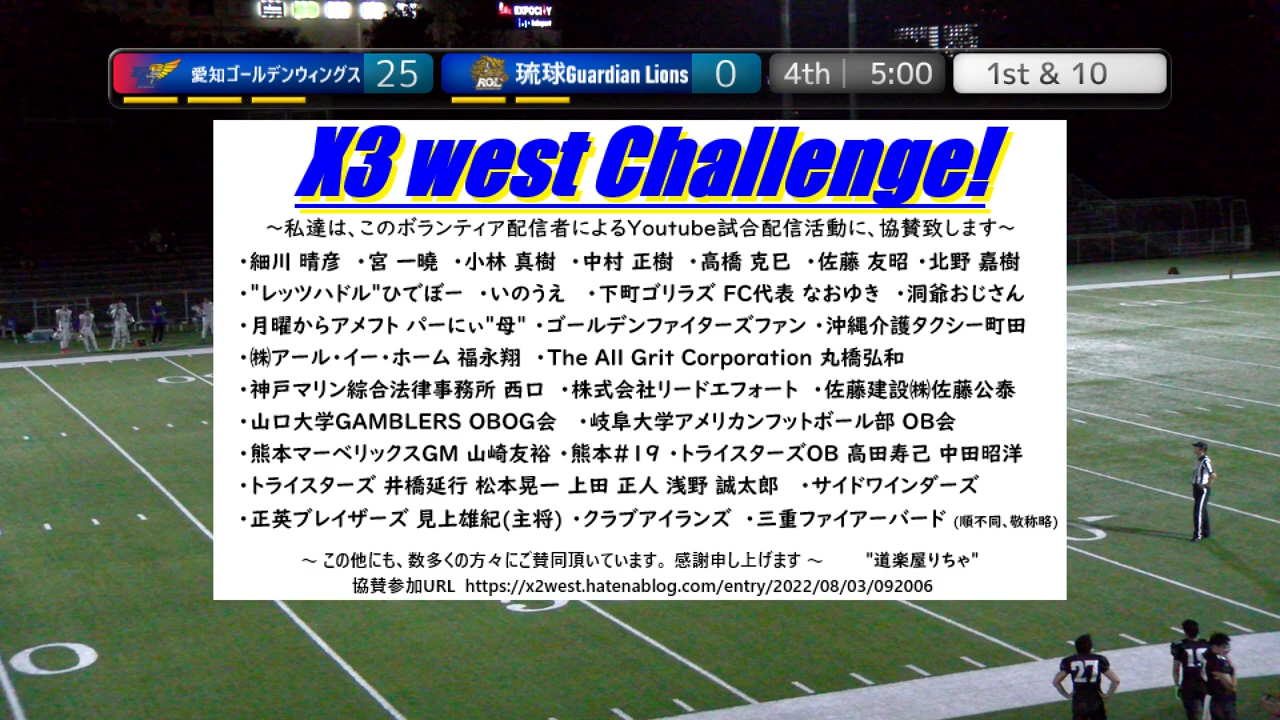 EXPOCITY
愛知ゴールデンウィングス 25 ROL 琉球Guardian Lions 0 4th 5:00 1st & 10
X3 west Challenge!
～私達は、このボランティア配信者によるYoutube試合配信活動に、協賛致します～
・細川 晴彦 ・宮 一曉 ・小林 真樹 ・中村 正樹 ・高橋 克巳 ・佐藤 友昭 ・北野 嘉樹
・"レッツハドル"ひでぼー ・いのうえ ・下町ゴリラズ FC代表 なおゆき ・洞爺おじさん
・月曜からアメフト パーにぃ"母" ・ゴールデンファイターズファン ・沖縄介護タクシー町田
・㈱アール・イー・ホーム 福永翔 ・The All Grit Corporation 丸橋弘和
・神戸マリン綜合法律事務所 西口 ・株式会社リードエフォート ・佐藤建設㈱佐藤公泰
・山口大学GAMBLERS OBOG会 ・岐阜大学アメリカンフットボール部 OB会
・熊本マーベリックスGM 山崎友裕 ・熊本#19 ・トライスターズOB 高田寿己 中田昭洋
・トライスターズ 井橋延行 松本晃一 上田 正人 浅野 誠太郎 ・サイドワインダーズ
・正英ブレイザーズ 見上雄紀(主将) ・クラブアイランズ ・三重ファイアーバード (順不同、敬称略)
～ この他にも、数多くの方々にご賛同頂いています。感謝申し上げます ～ "道楽屋りちゃ"
協賛参加URL https://x2west.hatenablog.com/entry/2022/08/03/092006
27